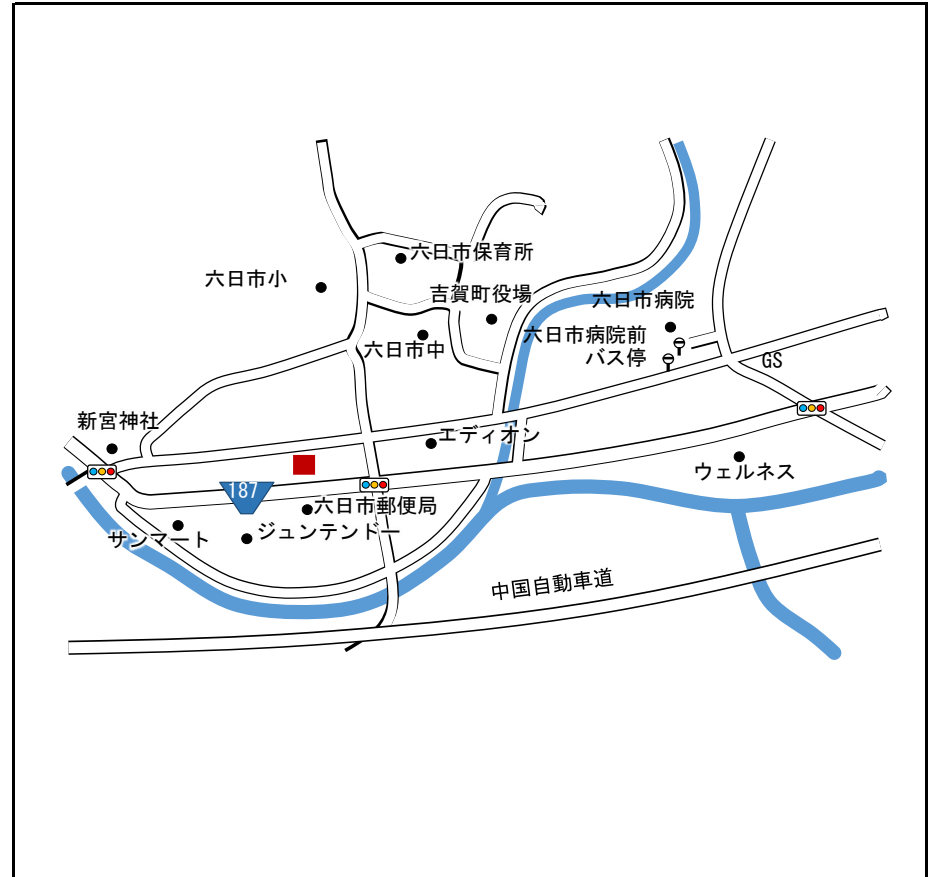 六日市保育所
六日市小
吉賀町役場
六日市病院
六日市病院前
バス停
六日市中
GS
新宮神社
エディオン
ウェルネス
187
六日市郵便局
ジュンテンドー
サンマート
中国自動車道